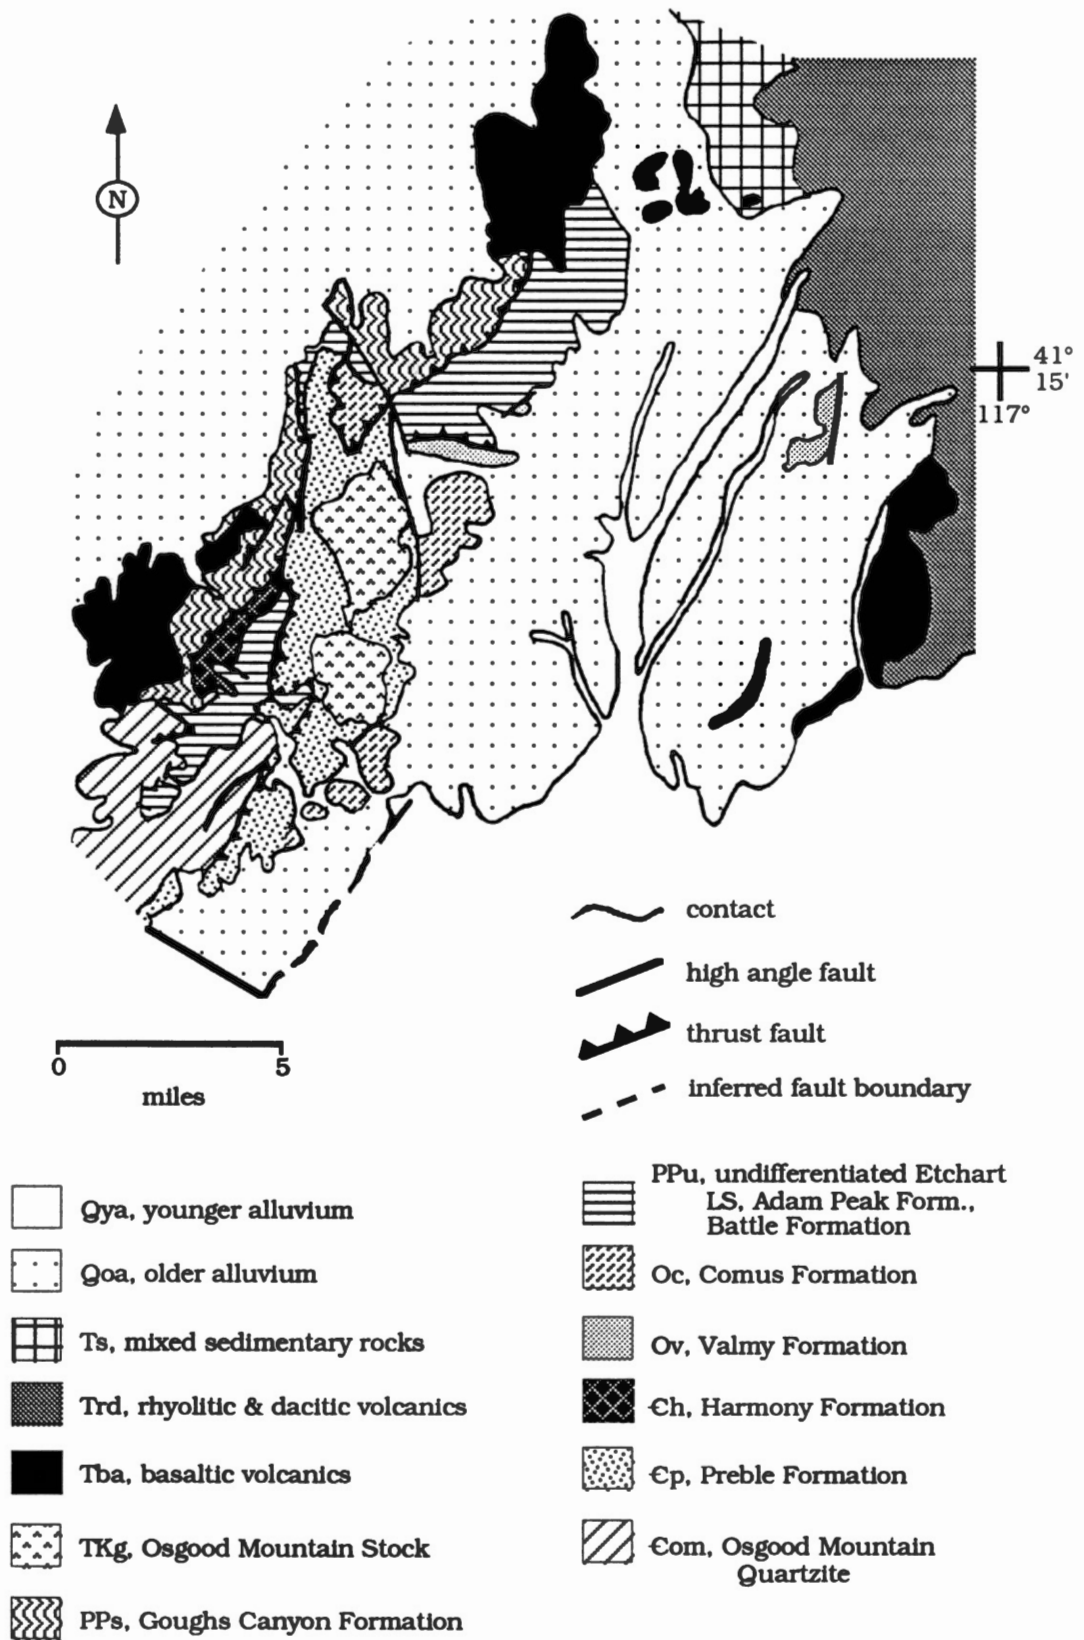 N
41°
15'
117°
contact
high angle fault
thrust fault
inferred fault boundary
0 5
miles
Qya, younger alluvium
Qoa, older alluvium
Ts, mixed sedimentary rocks
Trd, rhyolitic & dacitic volcanics
Tba, basaltic volcanics
TKg, Osgood Mountain Stock
PPs, Goughs Canyon Formation
PPu, undifferentiated Etchart
LS, Adam Peak Form.,
Battle Formation
Oc, Comus Formation
Ov, Valmy Formation
Єh, Harmony Formation
Єp, Preble Formation
Єom, Osgood Mountain
Quartzite